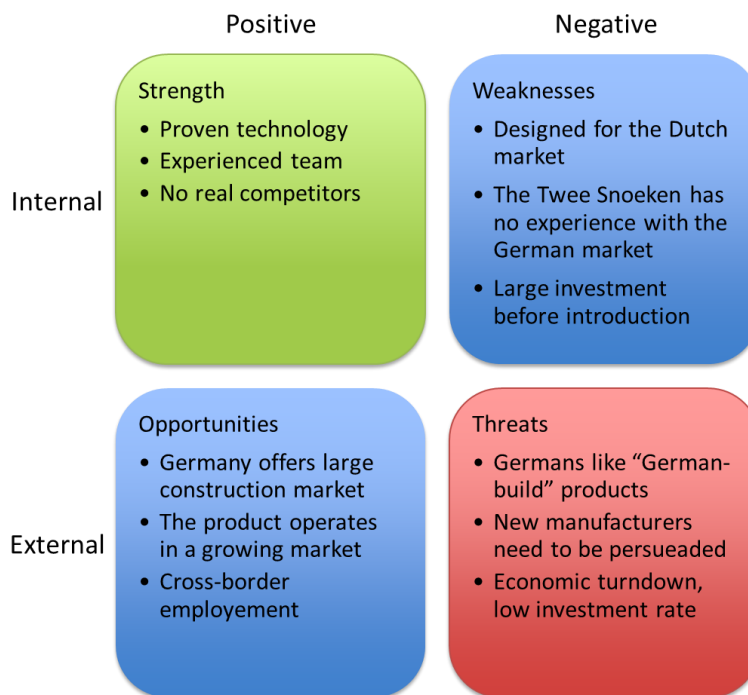 Positive
Negative
Internal
Strength
• Proven technology
• Experienced team
• No real competitors
Weaknesses
• Designed for the Dutch
market
• The Twee Snoeken has
no experience with the
German market
• Large investment
before introduction
External
Opportunities
• Germany offers large
construction market
• The product operates
in a growing market
• Cross-border
employement
Threats
• Germans like “German-
build” products
• New manufacturers
need to be persueaded
• Economic turndown,
low investment rate